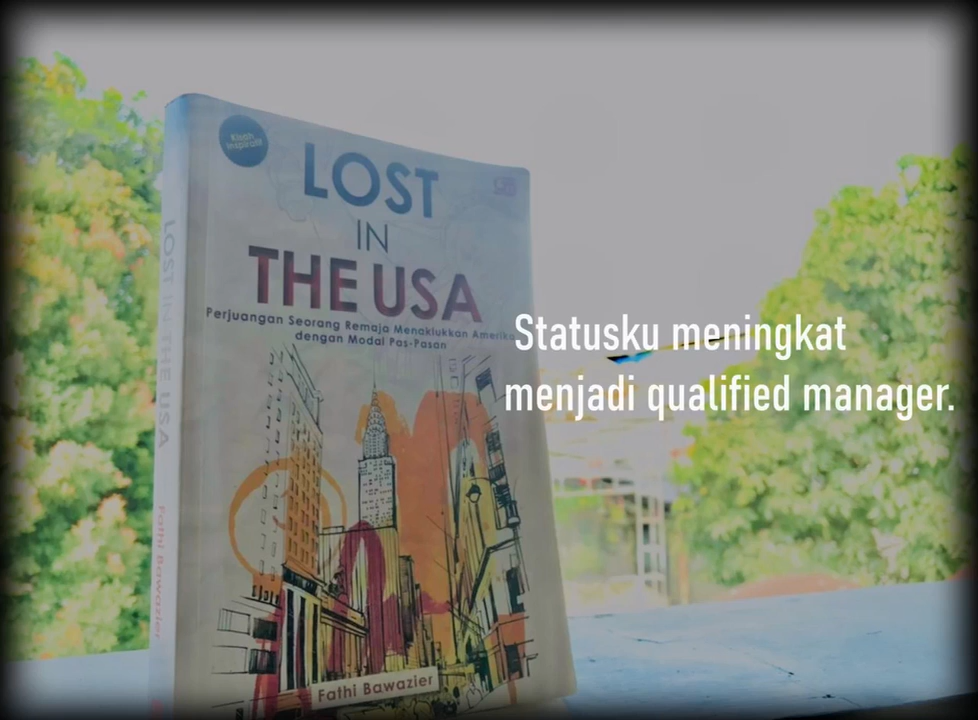 Kisah
Inspiratif
LOST
IN
THE USA
Perjuangan Seorang Remaja Menaklukkan Amerika
dengan Modal Pas-Pasan
Fathi Bawazier
LOST IN THE USA
Fathi Bawazier
Statusku meningkat
menjadi qualified manager.